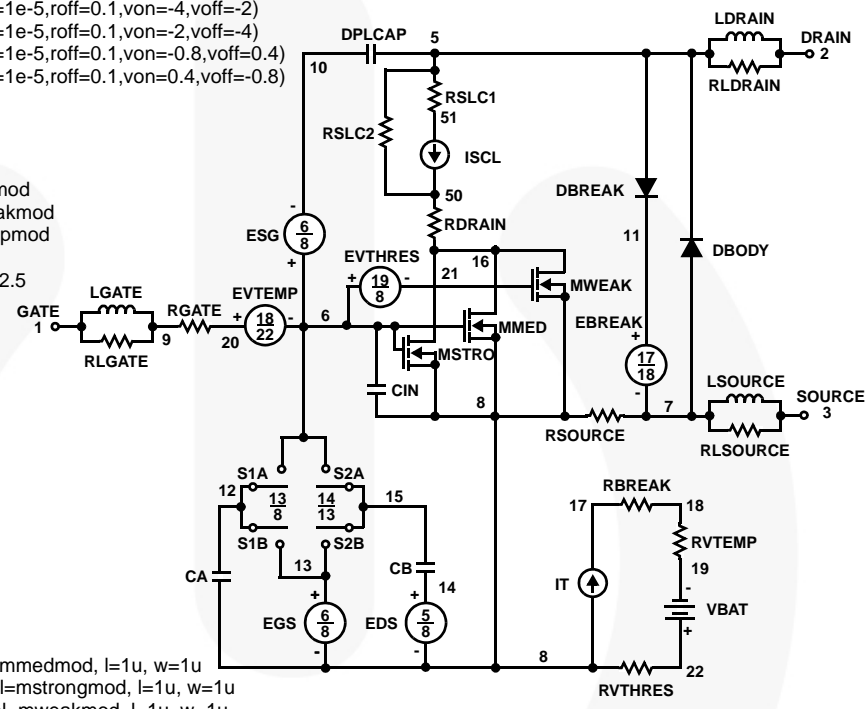 =1e-5,roff=0.1,von=-4,voff=-2)
=1e-5,roff=0.1,von=-2,voff=-4)
=1e-5,roff=0.1,von=-0.8,voff=0.4)
=1e-5,roff=0.1,von=0.4,voff=-0.8)
LDRAIN
DPLCAP 5 DRAIN
10 2
RSLC1 RLDRAIN
51
RSLC2
ISCL
mod
akmod
pmod
50
DBREAK
RDRAIN
ESG 6/8
-
+
11
DBODY
EVTHRES
16
21
+ 19/8 -
2.5
MWEAK
LGATE
GATE
1
RGATE
EVTEMP
+ 18/22 -
6
MMED
EBREAK
+
9
20
RLGATE
MSTRO
17/18
-
LSOURCE
CIN
SOURCE
8
7
3
RSOURCE
RLSOURCE
S1A
S2A
12
13/8
14/13
15
RBREAK
17
18
S1B
S2B
RVTEMP
13
CB
19
CA
14
IT
-
+
+
VBAT
EGS 6/8
EDS 5/8
+
-
-
8
22
RVTHRES
mmedmod, l=1u, w=1u
l=mstrongmod, l=1u, w=1u